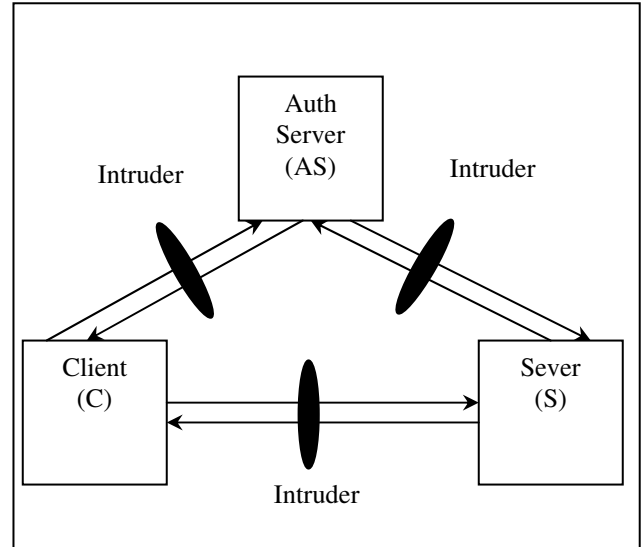 Auth
Server
(AS)
Intruder
Intruder
Client
(C)
Sever
(S)
Intruder